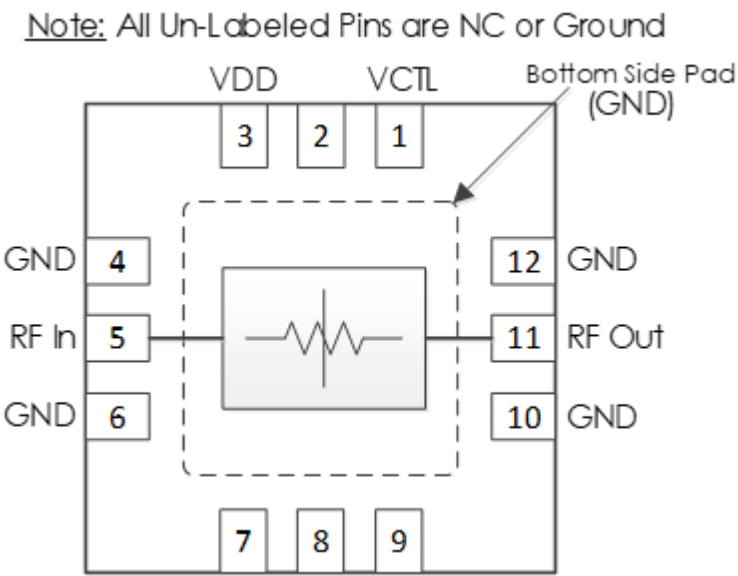 Note: All Un-Labeled Pins are NC or Ground
VDD
VCTL
Bottom Side Pad
(GND)
3
2
1
GND
4
12
GND
RF In
5
11
RF Out
GND
6
10
GND
7
8
9